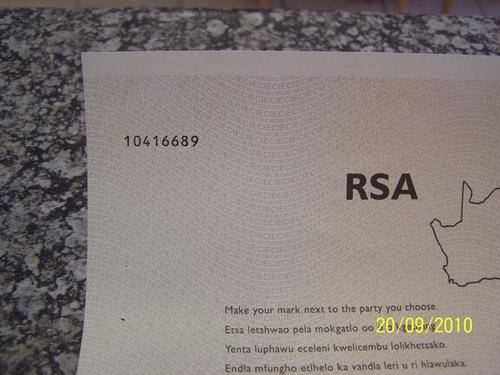 10416689
RSA
Make your mark next to the party you choose.
Etsa letshwao pela mokgatlo oo
20/09/2010
Yenta luphawu eceleni kwelicembu lolikhetsako.
Endla mfungho etlhelo ka vandla leri u ri hlawulaka.